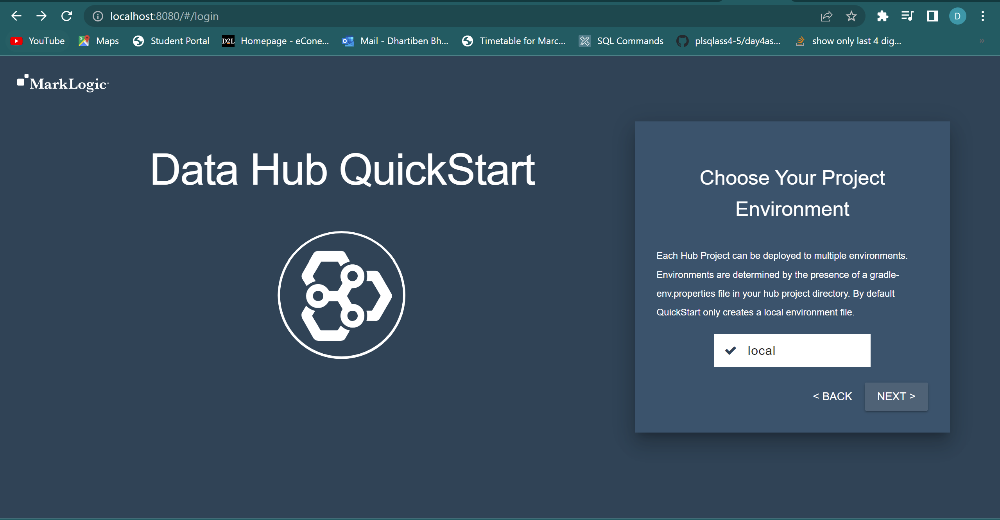 localhost:8080/#/login
D
YouTube
Maps
Student Portal
D2L
Homepage - eCone...
Mail - Dhartiben Bh...
Timetable for Marc...
SQL Commands
plsqlass4-5/day4as...
show only last 4 dig...
»
MarkLogic
Data Hub QuickStart
Choose Your Project
Environment
Each Hub Project can be deployed to multiple environments.
Environments are determined by the presence of a gradle-
env.properties file in your hub project directory. By default
QuickStart only creates a local environment file.
local
< BACK
NEXT >